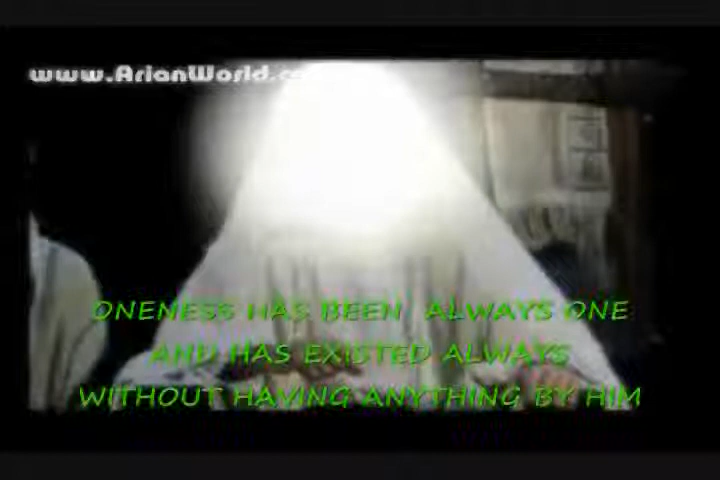 www.ArianWorld.c
ONENESS HAS BEEN ALWAYS ONE
AND HAS EXISTED ALWAYS
WITHOUT HAVING ANYTHING BY HIM